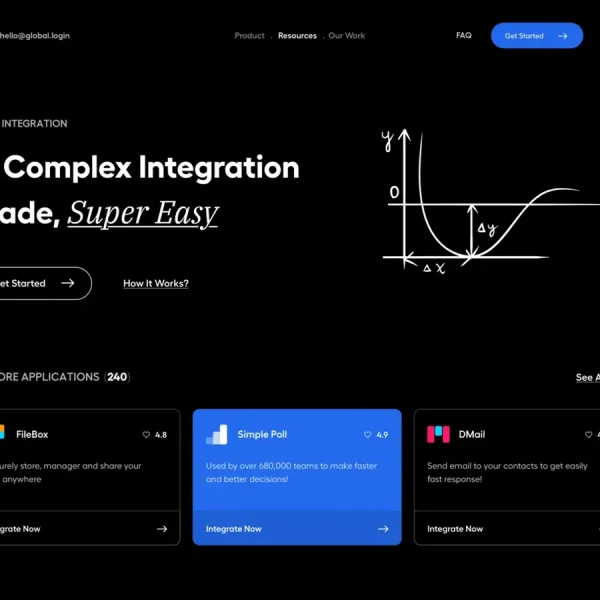 hello@global.login
Product . Resources . Our Work
FAQ
Get Started
INTEGRATION
Complex Integration
ade, Super Easy
et Started
How It Works?
y
0
Δy
Δx
ORE APPLICATIONS (240)
See A
FileBox
4.8
urely store, manager and share your
anywhere
grate Now
Simple Poll
4.9
Used by over 680,000 teams to make faster
and better decisions!
Integrate Now
DMail
4
Send email to your contacts to get easily
fast response!
Integrate Now